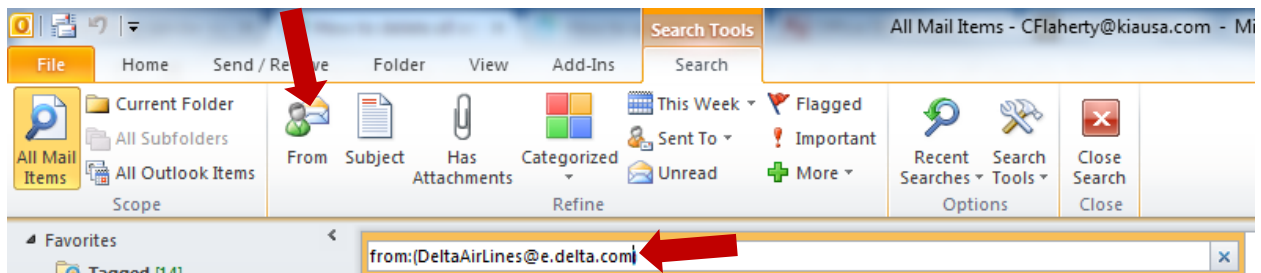 Search Tools
All Mail Items - CFlaherty@kiausa.com - Mi
File Home Send / Re ve Folder View Add-Ins Search
Current Folder
All Subfolders
All Outlook Items
All Mail
Items
Scope
From
Subject
Has
Attachments
Categorized
This Week
Sent To
Unread
Flagged
Important
More
Refine
Recent
Searches
Search
Tools
Options
Close
Search
Close
Favorites
Tagged [14]
from:(DeltaAirLines@e.delta.com